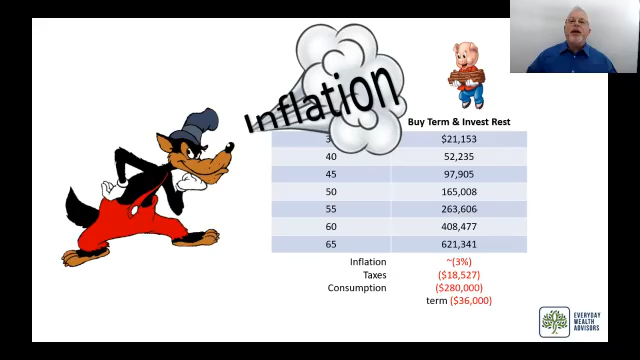 Inflation
Buy Term & Invest Rest
$21,153
40 52,235
45 97,905
50 165,008
55 263,606
60 408,477
65 621,341
Inflation ~(3%)
Taxes ($18,527)
Consumption ($280,000)
term ($36,000)
EVERYDAY
WEALTH
ADVISORS